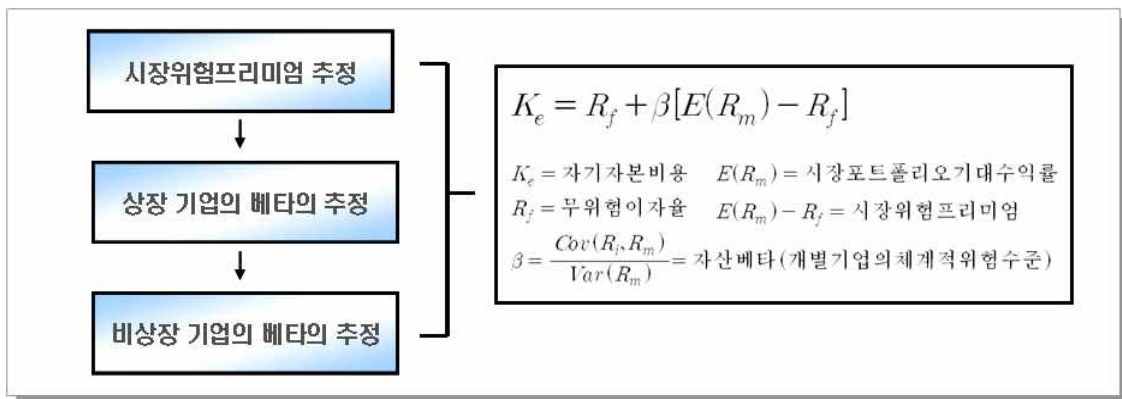 시장위험프리미엄 추정
상장 기업의 베타의 추정
비상장 기업의 베타의 추정
K_e = R_f + β[E(R_m) − R_f]
K_e = 자기자본비용 E(R_m) = 시장포트폴리오기대수익률
R_f = 무위험이자율 E(R_m) − R_f = 시장위험프리미엄
β = Cov(R_i, R_m) / Var(R_m) = 자산베타(개별기업의체계적위험수준)